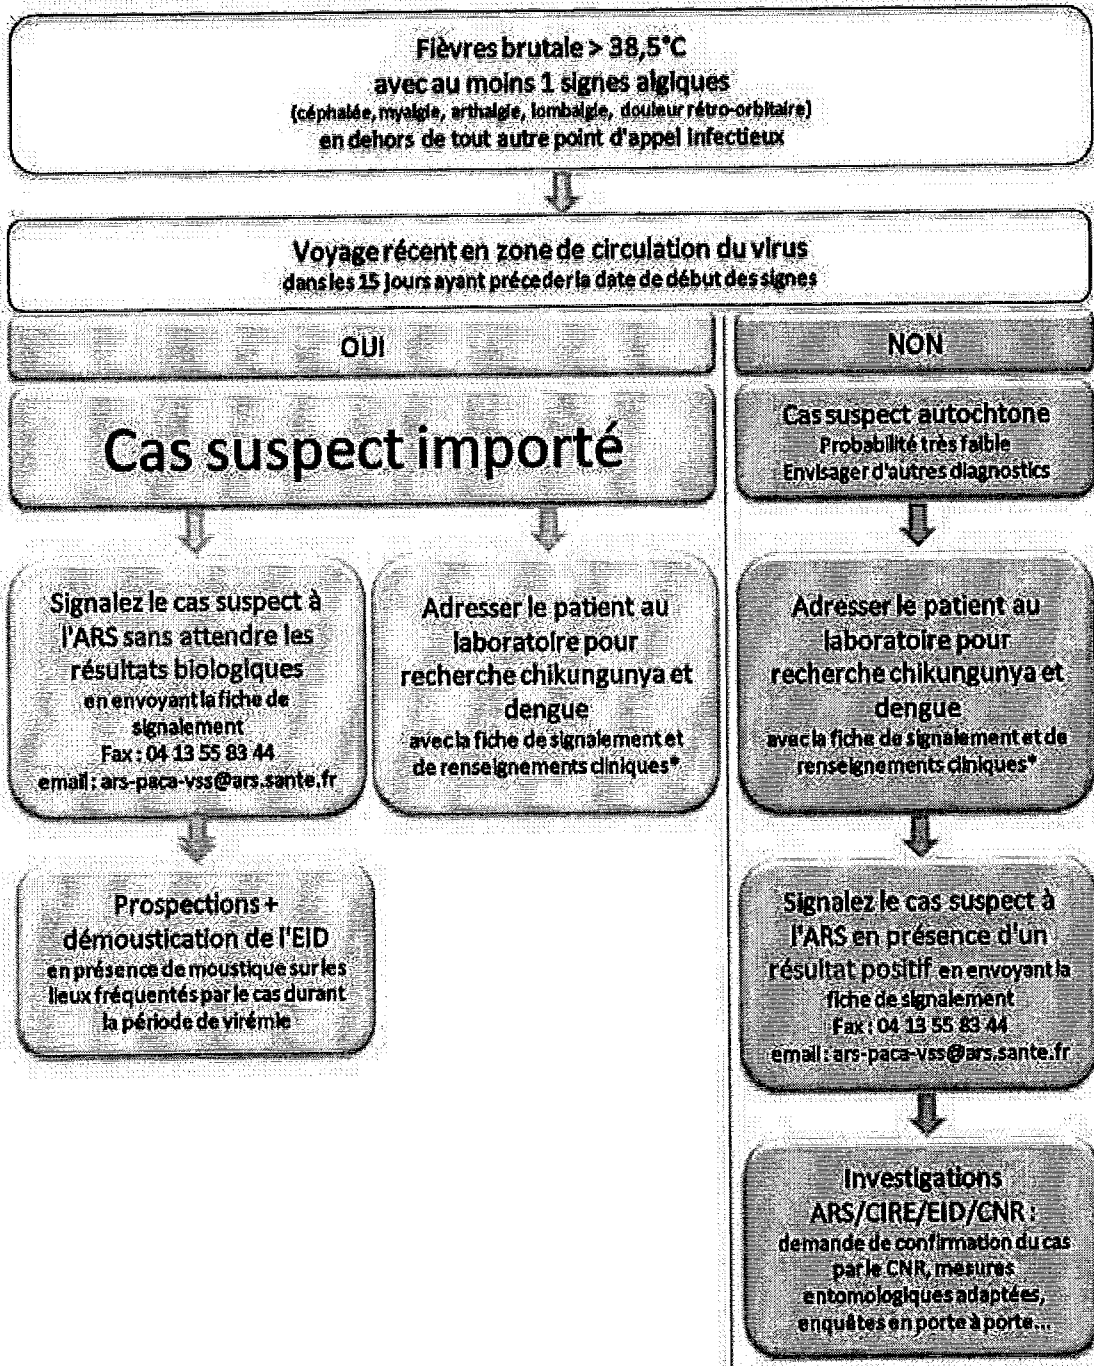 Fièvres brutale > 38,5°C
avec au moins 1 signes algiques
(céphalée, myalgie, arthalgie, lombalgie, douleur rétro-orbitaire)
en dehors de tout autre point d'appel infectieux
Voyage récent en zone de circulation du virus
dans les 15 jours ayant préceder la date de début des signes
OUI
NON
Cas suspect importé
Cas suspect autochtone
Probabilité très faible
Envisager d'autres diagnostics
Signalez le cas suspect à
l'ARS sans attendre les
résultats biologiques
en envoyant la fiche de
signalement
Fax : 04 13 55 83 44
email : ars-paca-vss@ars.sante.fr
Adresser le patient au
laboratoire pour
recherche chikungunya et
dengue
avec la fiche de signalement et
de renseignements cliniques*
Adresser le patient au
laboratoire pour
recherche chikungunya et
dengue
avec la fiche de signalement et de
renseignements cliniques*
Prospections +
démoustication de l'EID
en présence de moustique sur les
lieux fréquentés par le cas durant
la période de virémie
Signalez le cas suspect à
l'ARS en présence d'un
résultat positif en envoyant la
fiche de signalement
Fax : 04 13 55 83 44
email : ars-paca-vss@ars.sante.fr
Investigations
ARS/CIRE/EID/CNR :
demande de confirmation du cas
par le CNR, mesures
entomologiques adaptées,
enquêtes en porte à porte...